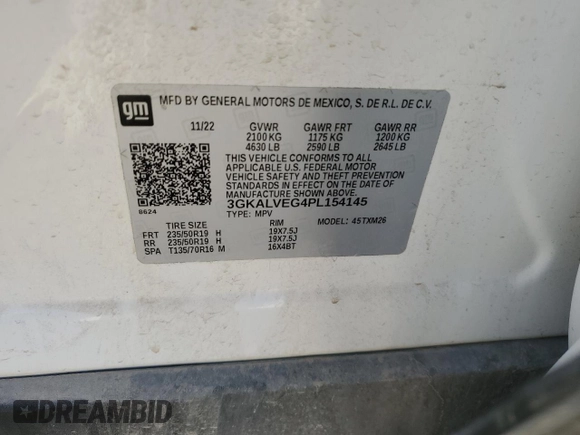 gm
MFD BY GENERAL MOTORS DE MEXICO, S. DE R.L. DE C.V.
11/22 GVWR GAWR FRT GAWR RR
2100 KG 1175 KG 1200 KG
4630 LB 2590 LB 2645 LB
THIS VEHICLE CONFORMS TO ALL
APPLICABLE U.S. FEDERAL MOTOR
VEHICLE SAFETY AND THEFT
PREVENTION STANDARDS IN
EFFECT ON THE DATE OF
MANUFACTURE SHOWN ABOVE.
3GKALVEG4PL154145
8624 TYPE: MPV MODEL: 45TXM26
TIRE SIZE RIM
FRT 235/50R19 H 19X7.5J
RR 235/50R19 H 19X7.5J
SPA T135/70R16 M 16X4BT
DREAMBID